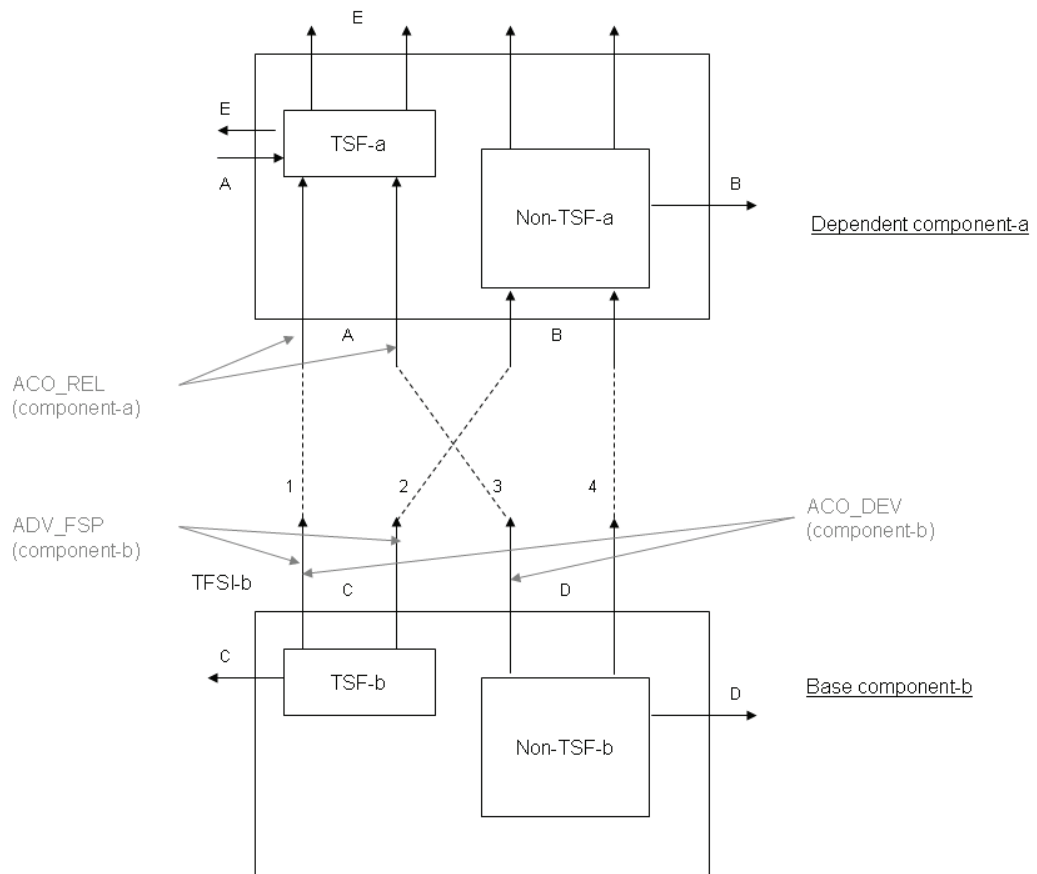 E
E
TSF-a
A
Non-TSF-a
B
Dependent component-a
A
B
ACO_REL
(component-a)
1
2
3
4
ADV_FSP
(component-b)
ACO_DEV
(component-b)
TFSI-b
C
D
C
TSF-b
Base component-b
D
Non-TSF-b